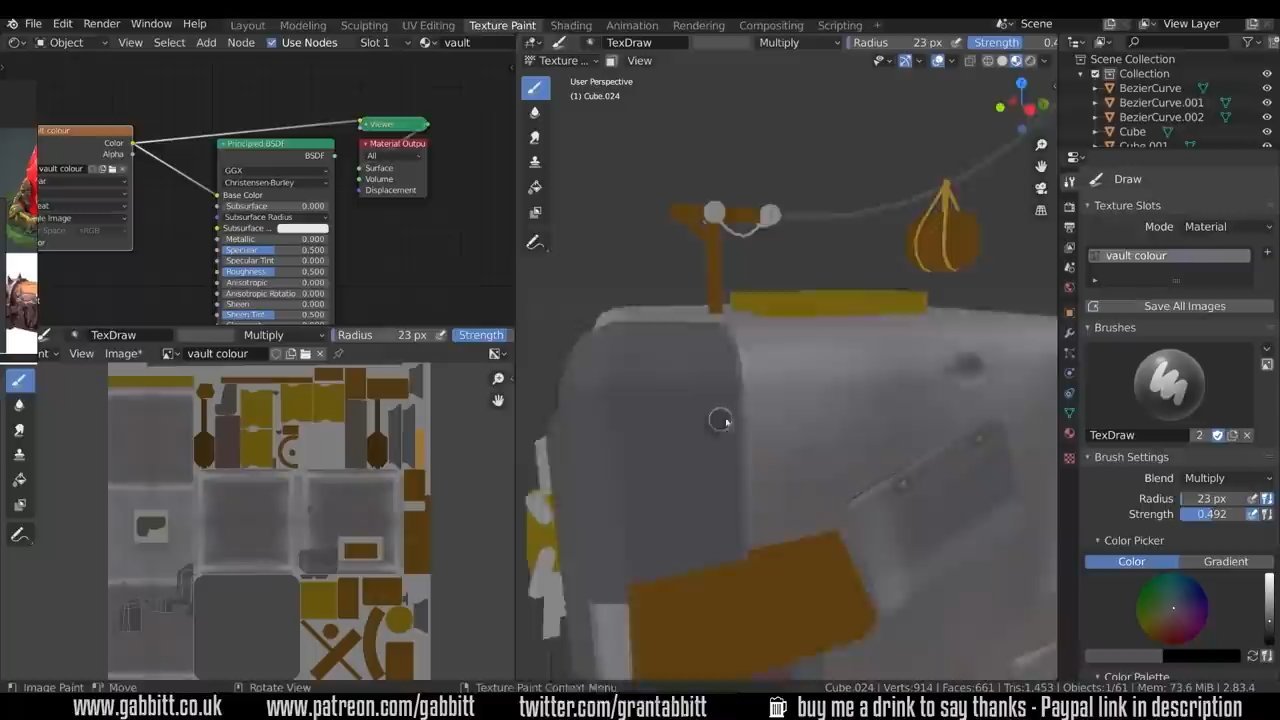 File Edit Render Window Help Layout Modeling Sculpting UV Editing Texture Paint Shading Animation Rendering Compositing Scripting + Scene View Layer
Object View Select Add Node Use Nodes Slot 1 vault TexDraw Multiply Radius 23 px Strength 0.4
Texture ... View
User Perspective
(1) Cube.024
Scene Collection
Collection
BezierCurve
BezierCurve.001
BezierCurve.002
Cube
Cube.001
colour
Color
Alpha
vault colour
sRGB
Principled BSDF
BSDF
GGX
Christensen-Burley
Base Color
Subsurface 0.000
Subsurface Radius
Subsurface ..
Metallic 0.000
Specular 0.500
Specular Tint 0.000
Roughness 0.500
Anisotropic 0.000
Anisotropic Rotatio 0.000
Sheen 0.000
Sheen Tint 0.500
Viewer
Material Outpu
All
Surface
Volume
Displacement
TexDraw Multiply Radius 23 px Strength
View Image* vault colour
Draw
Texture Slots
Mode Material
vault colour
Save All Images
Brushes
TexDraw 2
Brush Settings
Blend Multiply
Radius 23 px
Strength 0.492
Color Picker
Color Gradient
Color Palette
Image Paint Move Rotate View Texture Paint Context Menu Cube.024 | Verts:914 | Faces:661 | Tris:1,453 | Objects:1/61 | Mem: 73.6 MiB | 2.83.4
www.gabbitt.co.uk www.patreon.com/gabbitt twitter.com/grantabbitt buy me a drink to say thanks - Paypal link in description